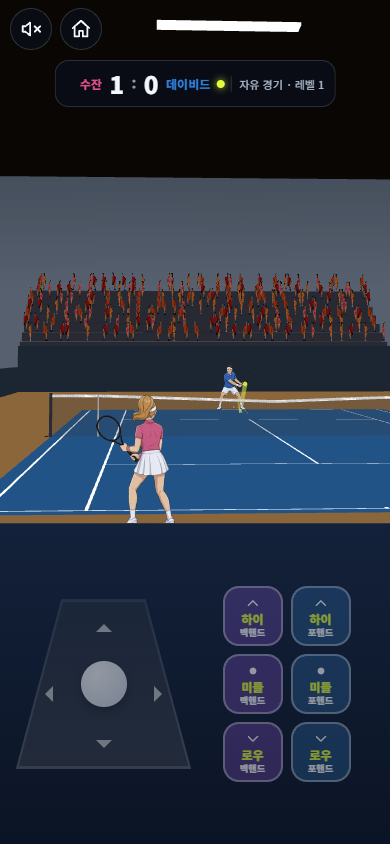 수잔 1 : 0 데이비드 자유 경기 · 레벨 1
하이
백핸드
하이
포핸드
미들
백핸드
미들
포핸드
로우
백핸드
로우
포핸드